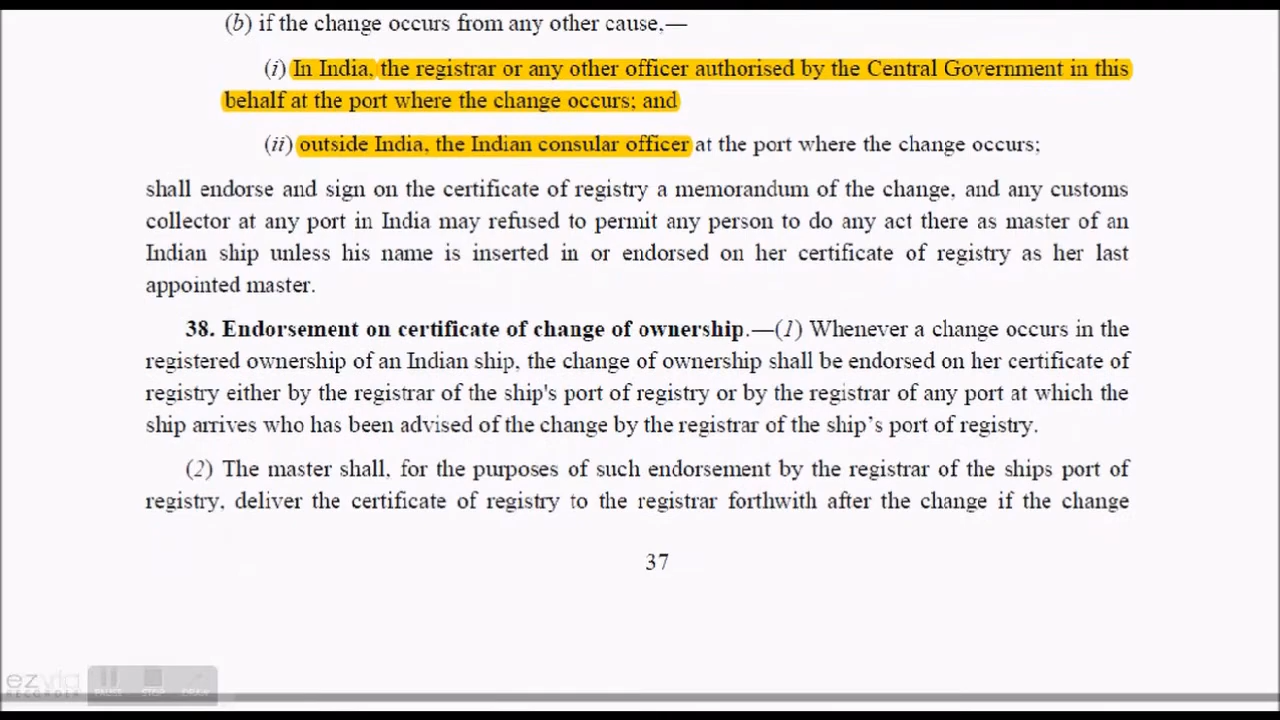 (b) if the change occurs from any other cause,—
(i) In India, the registrar or any other officer authorised by the Central Government in this
behalf at the port where the change occurs; and
(ii) outside India, the Indian consular officer at the port where the change occurs;
shall endorse and sign on the certificate of registry a memorandum of the change, and any customs
collector at any port in India may refused to permit any person to do any act there as master of an
Indian ship unless his name is inserted in or endorsed on her certificate of registry as her last
appointed master.
38. Endorsement on certificate of change of ownership.—(1) Whenever a change occurs in the
registered ownership of an Indian ship, the change of ownership shall be endorsed on her certificate of
registry either by the registrar of the ship's port of registry or by the registrar of any port at which the
ship arrives who has been advised of the change by the registrar of the ship’s port of registry.
(2) The master shall, for the purposes of such endorsement by the registrar of the ships port of
registry, deliver the certificate of registry to the registrar forthwith after the change if the change
37
ezvid
RECORDER
PAUSE STOP DRAW